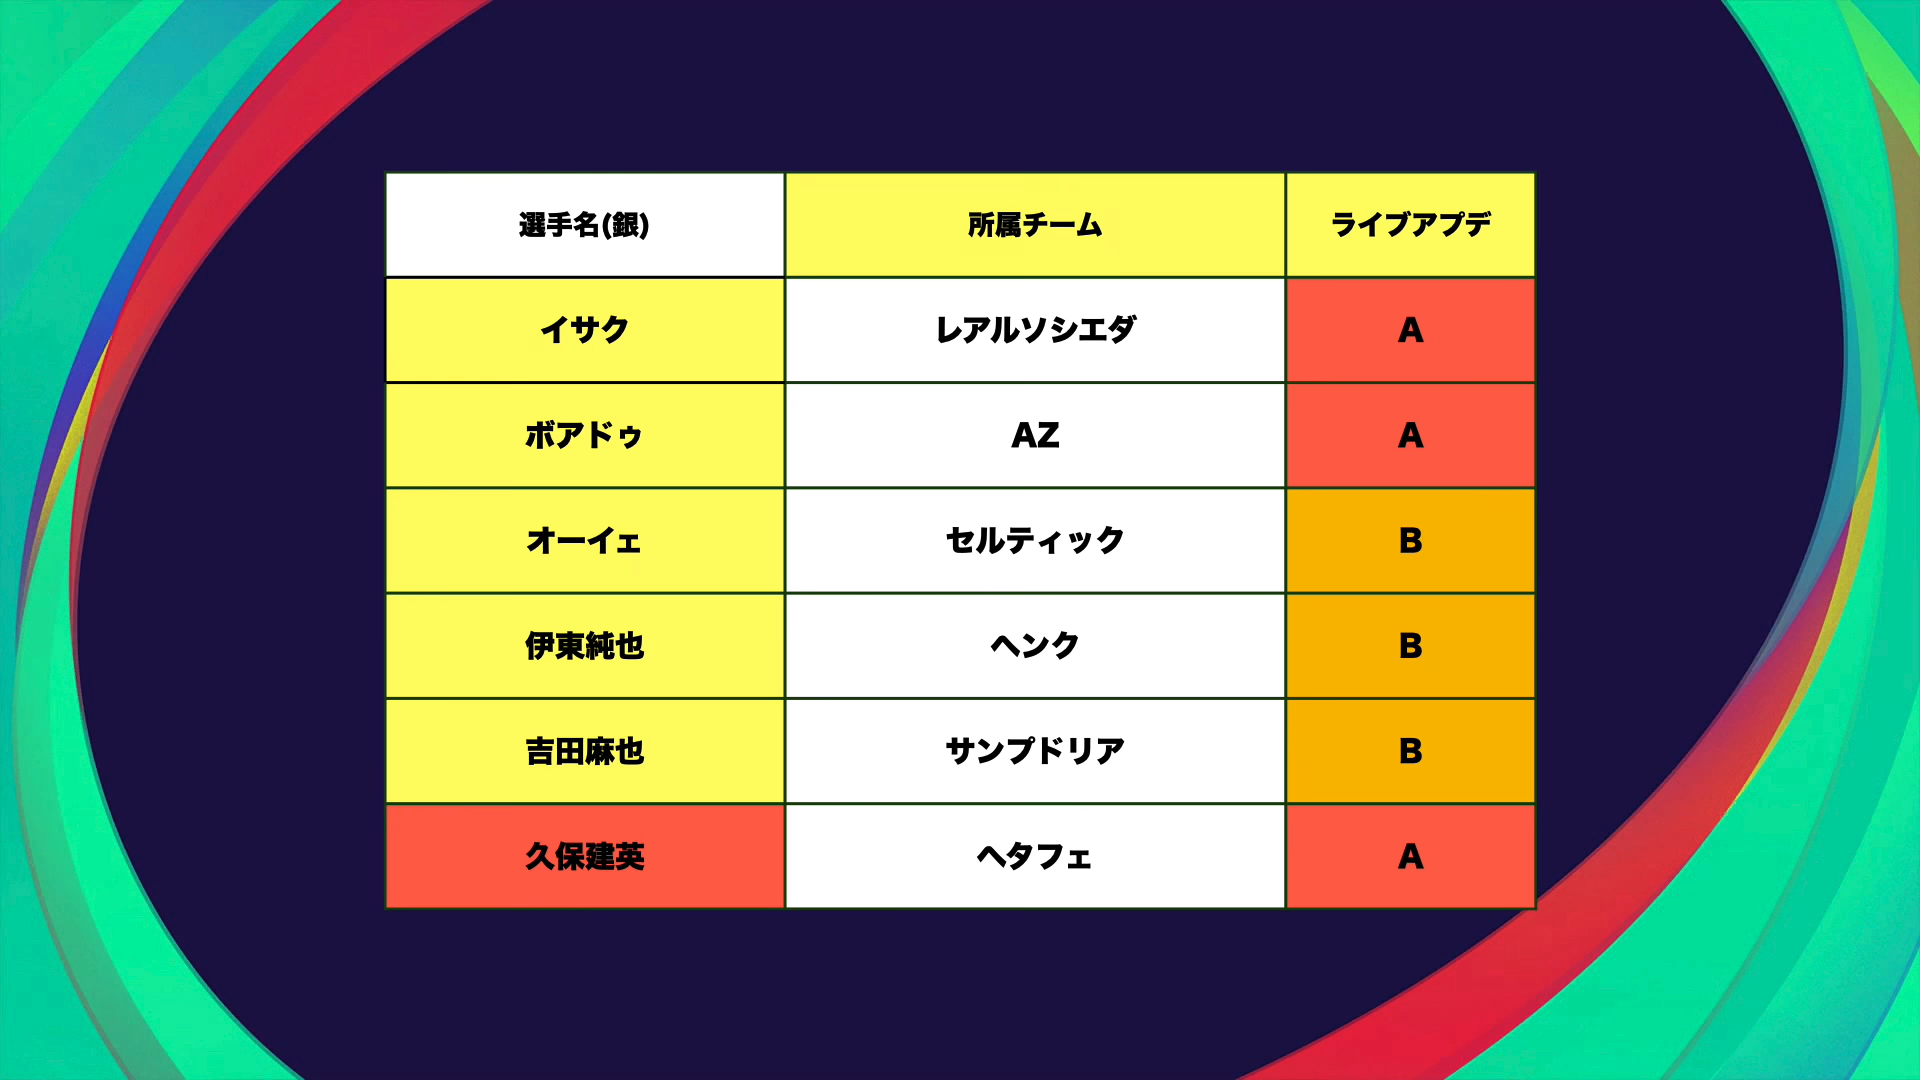 選手名(銀) 所属チーム ライブアプデ
イサク レアルソシエダ A
ボアドゥ AZ A
オーイェ セルティック B
伊東純也 ヘンク B
吉田麻也 サンプドリア B
久保建英 ヘタフェ A